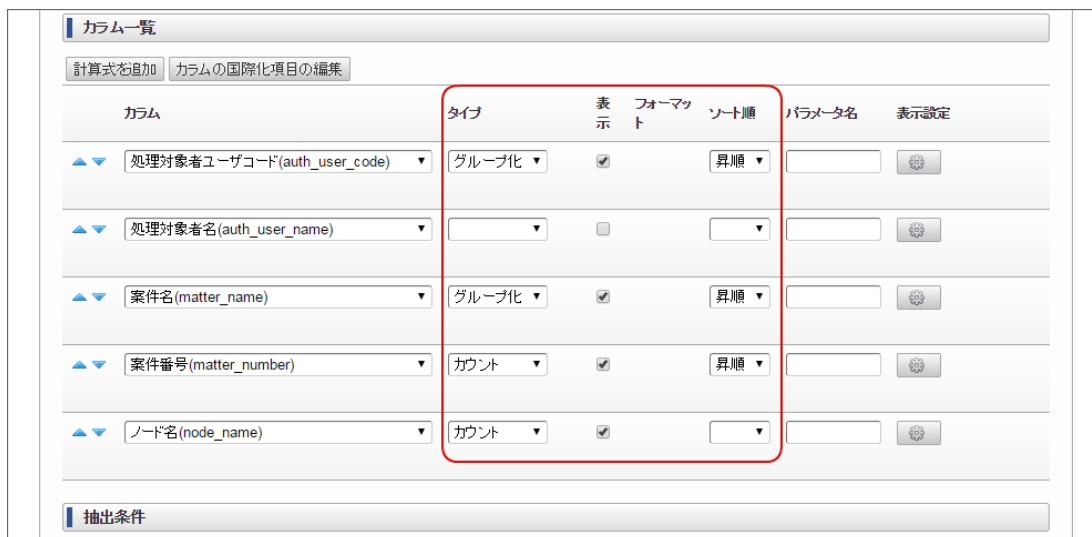 カラム一覧
計算式を追加 カラムの国際化項目の編集
カラム タイプ 表示 フォーマット ソート順 パラメータ名 表示設定
処理対象者ユーザコード(auth_user_code) グループ化 昇順
処理対象者名(auth_user_name)
案件名(matter_name) グループ化 昇順
案件番号(matter_number) カウント 昇順
ノード名(node_name) カウント
抽出条件